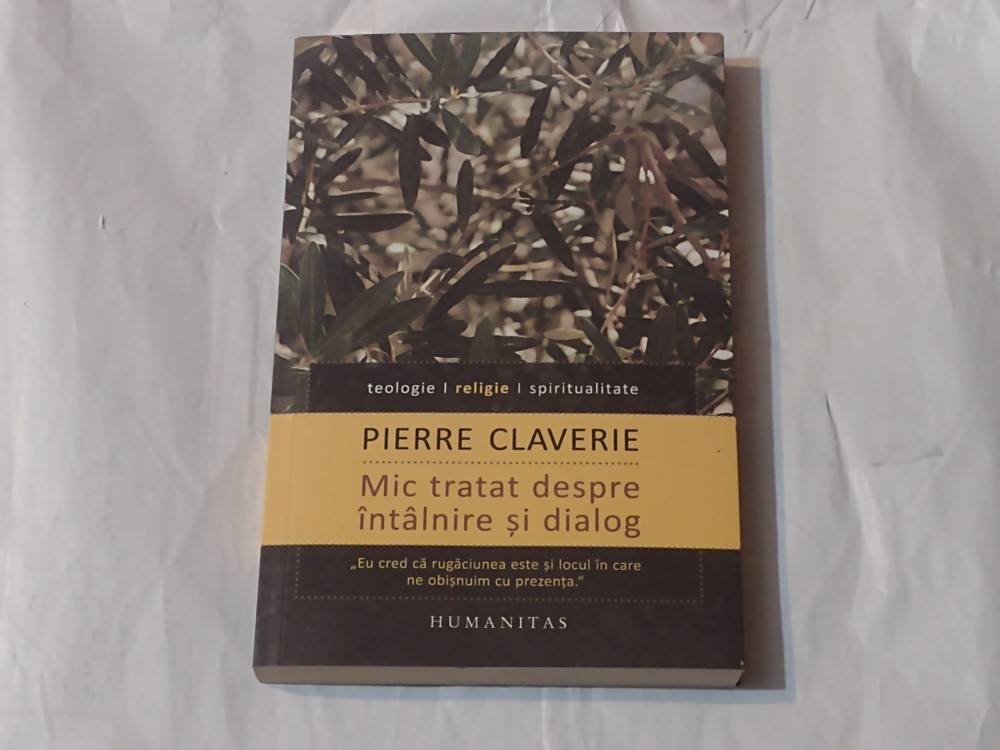 teologie | religie | spiritualitate
PIERRE CLAVERIE
Mic tratat despre
întâlnire și dialog
„Eu cred că rugăciunea este și locul în care
ne obișnuim cu prezența.“
HUMANITAS